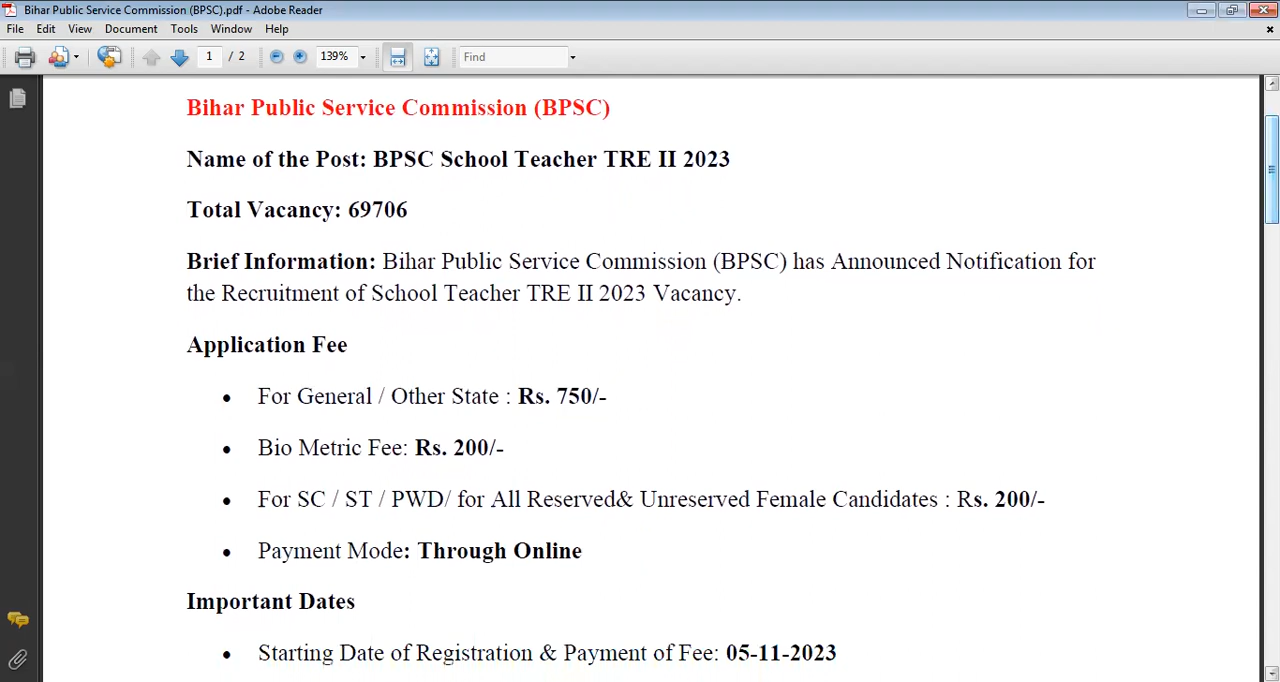 Bihar Public Service Commission (BPSC).pdf - Adobe Reader
File Edit View Document Tools Window Help
1 / 2 139% Find
Bihar Public Service Commission (BPSC)
Name of the Post: BPSC School Teacher TRE II 2023
Total Vacancy: 69706
Brief Information: Bihar Public Service Commission (BPSC) has Announced Notification for
the Recruitment of School Teacher TRE II 2023 Vacancy.
Application Fee
• For General / Other State : Rs. 750/-
• Bio Metric Fee: Rs. 200/-
• For SC / ST / PWD/ for All Reserved& Unreserved Female Candidates : Rs. 200/-
• Payment Mode: Through Online
Important Dates
• Starting Date of Registration & Payment of Fee: 05-11-2023